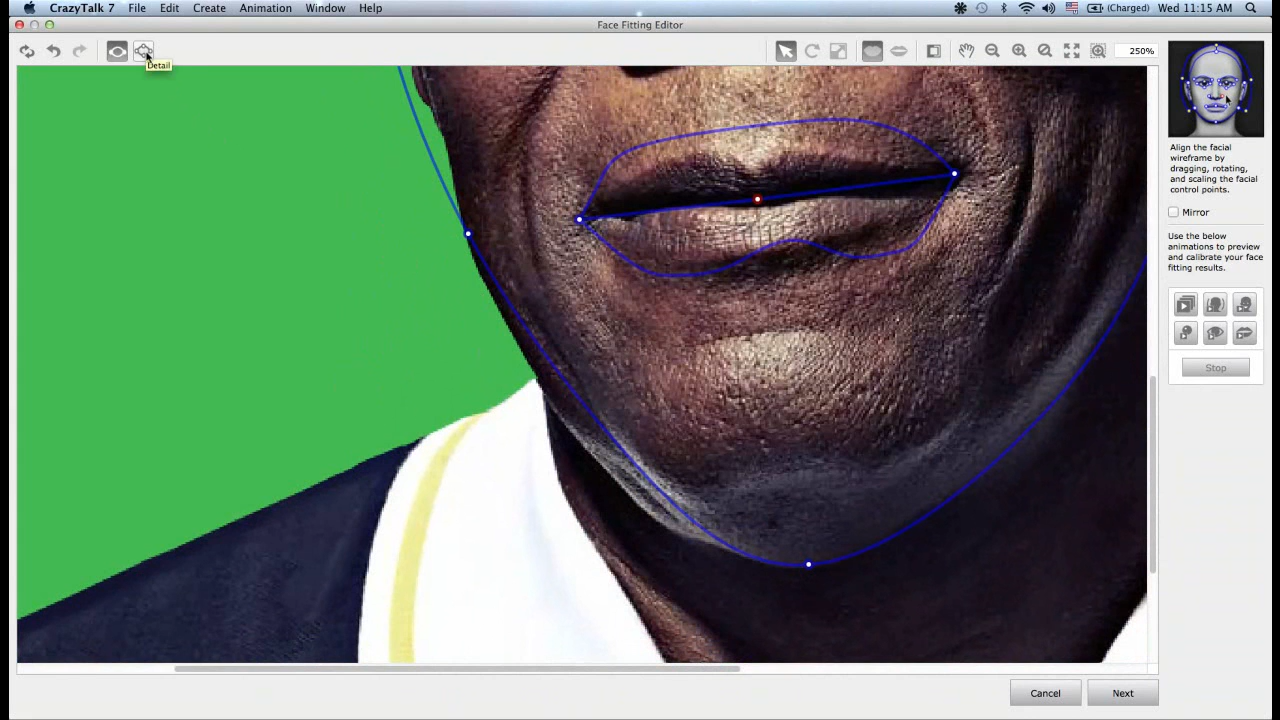 CrazyTalk 7 File Edit Create Animation Window Help (Charged) Wed 11:15 AM
Face Fitting Editor
250%
Detail
Align the facial
wireframe by
dragging, rotating,
and scaling the facial
control points.
Mirror
Use the below
animations to preview
and calibrate your face
fitting results.
Stop
Cancel Next